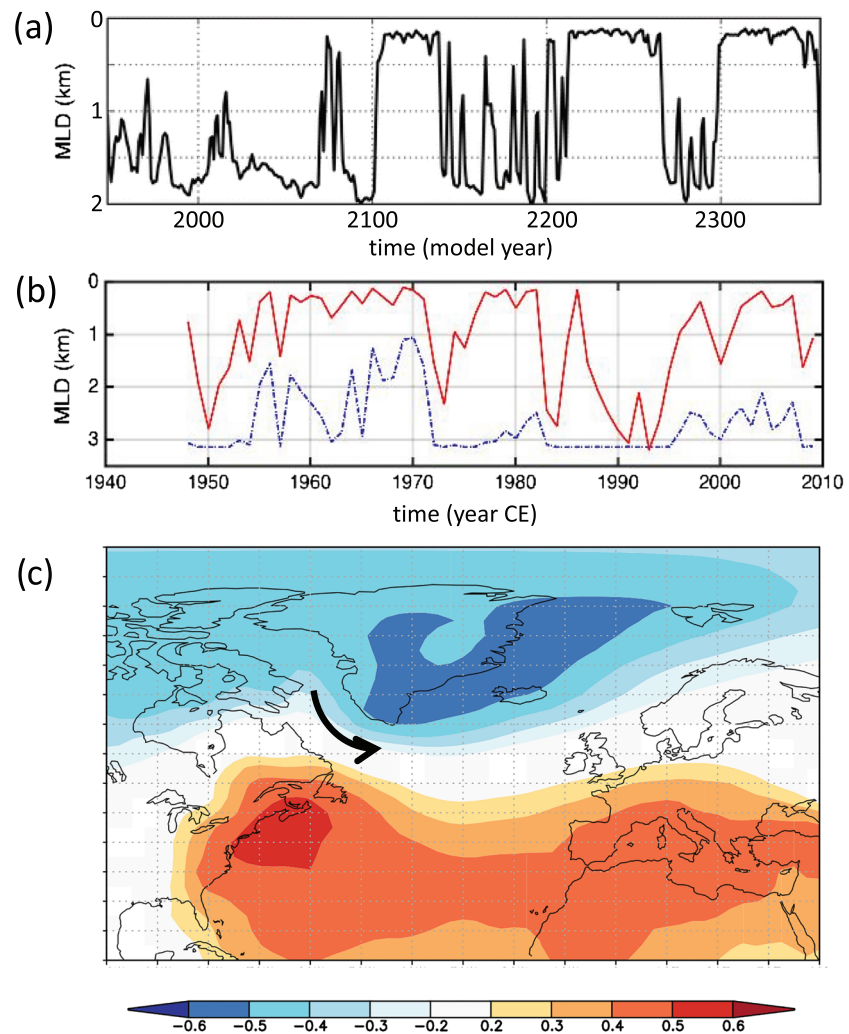 (a)
0
1
2
MLD (km)
2000 2100 2200 2300
time (model year)
(b)
0
1
2
3
MLD (km)
1940 1950 1960 1970 1980 1990 2000 2010
time (year CE)
(c)
-0.6 -0.5 -0.4 -0.3 -0.2 0.2 0.3 0.4 0.5 0.6